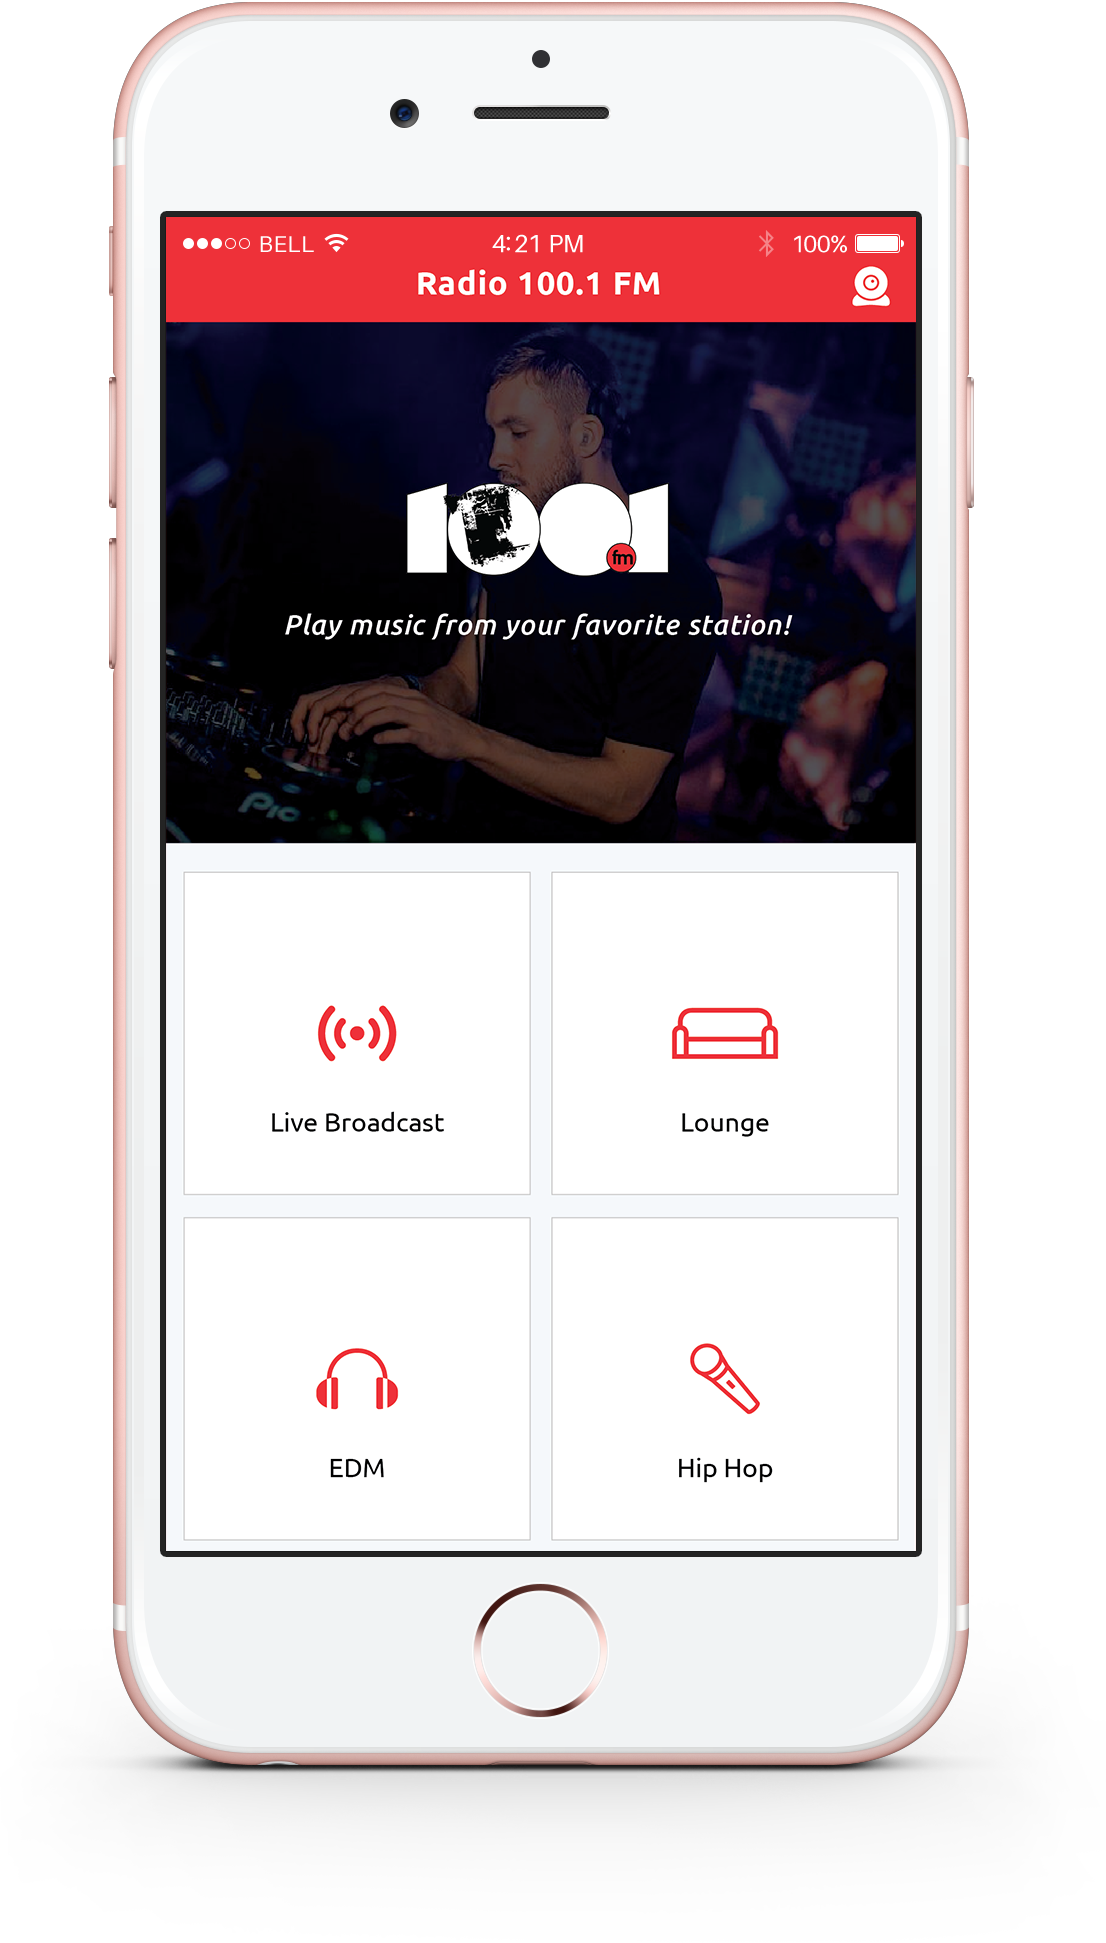 BELL 4:21 PM 100%
Radio 100.1 FM
100.1
fm
Play music from your favorite station!
Pio
Live Broadcast
Lounge
EDM
Hip Hop